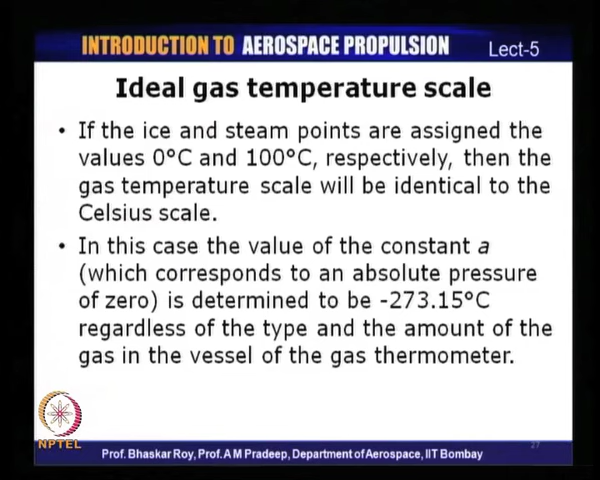 INTRODUCTION TO AEROSPACE PROPULSION Lect-5
Ideal gas temperature scale
• If the ice and steam points are assigned the
values 0°C and 100°C, respectively, then the
gas temperature scale will be identical to the
Celsius scale.
• In this case the value of the constant a
(which corresponds to an absolute pressure
of zero) is determined to be -273.15°C
regardless of the type and the amount of the
gas in the vessel of the gas thermometer.
NPTEL
Prof. Bhaskar Roy, Prof. A M Pradeep, Department of Aerospace, IIT Bombay
27